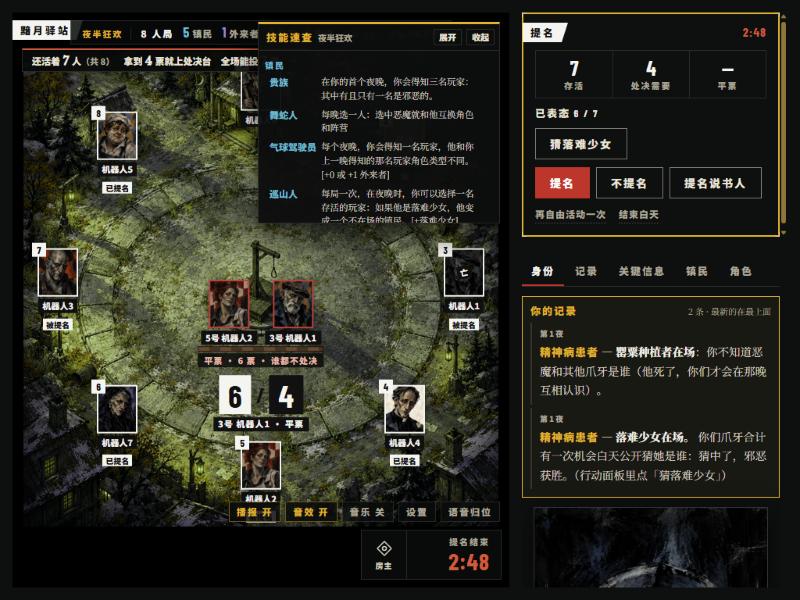 黯月驿站
夜半狂欢
8 人局 5 镇民 1 外来者
还活着 7 人（共 8） 拿到 4 票就上处决台 全场能投
技能速查 夜半狂欢 展开 收起
镇民
贵族 在你的首个夜晚，你会得知三名玩家：
其中有且只有一名是邪恶的。
舞蛇人 每晚选一人：选中恶魔就和他互换角色
和阵营
气球驾驶员 每个夜晚，你会得知一名玩家，他和你
上一晚得知的那名玩家角色类型不同。
[+0 或 +1 外来者]
巡山人 每局一次，在夜晚时，你可以选择一名
存活的玩家：如果他是落难少女，他变
成一个不在场的镇民。[+落难少女]
8
机器人5
已提名
7
机器人3
被提名
3
亡
机器人1
被提名
5号 机器人2 3号 机器人1
平票 · 6 票 · 谁都不处决
6 / 4
3号 机器人1 · 平票
6
机器人7
已提名
4
机器人4
已提名
5
机器人2
播报 开 音效 开 音乐 关 设置 语音归位
房主
提名结束
2:48
提名 2:48
7 4 –
存活 处决需要 平票
已表态 6 / 7
猜落难少女
提名 不提名 提名说书人
再自由活动一次 结束白天
身份 记录 关键信息 镇民 角色
你的记录 2 条 · 最新的在最上面
第1夜
精神病患者 — 罂粟种植者在场：你不知道恶
魔和其他爪牙是谁（他死了，你们才会在那晚
互相认识）。
第1夜
精神病患者 — 落难少女在场。 你们爪牙合计
有一次机会白天公开猜她是谁：猜中了，邪恶
获胜。（行动面板里点「猜落难少女」）